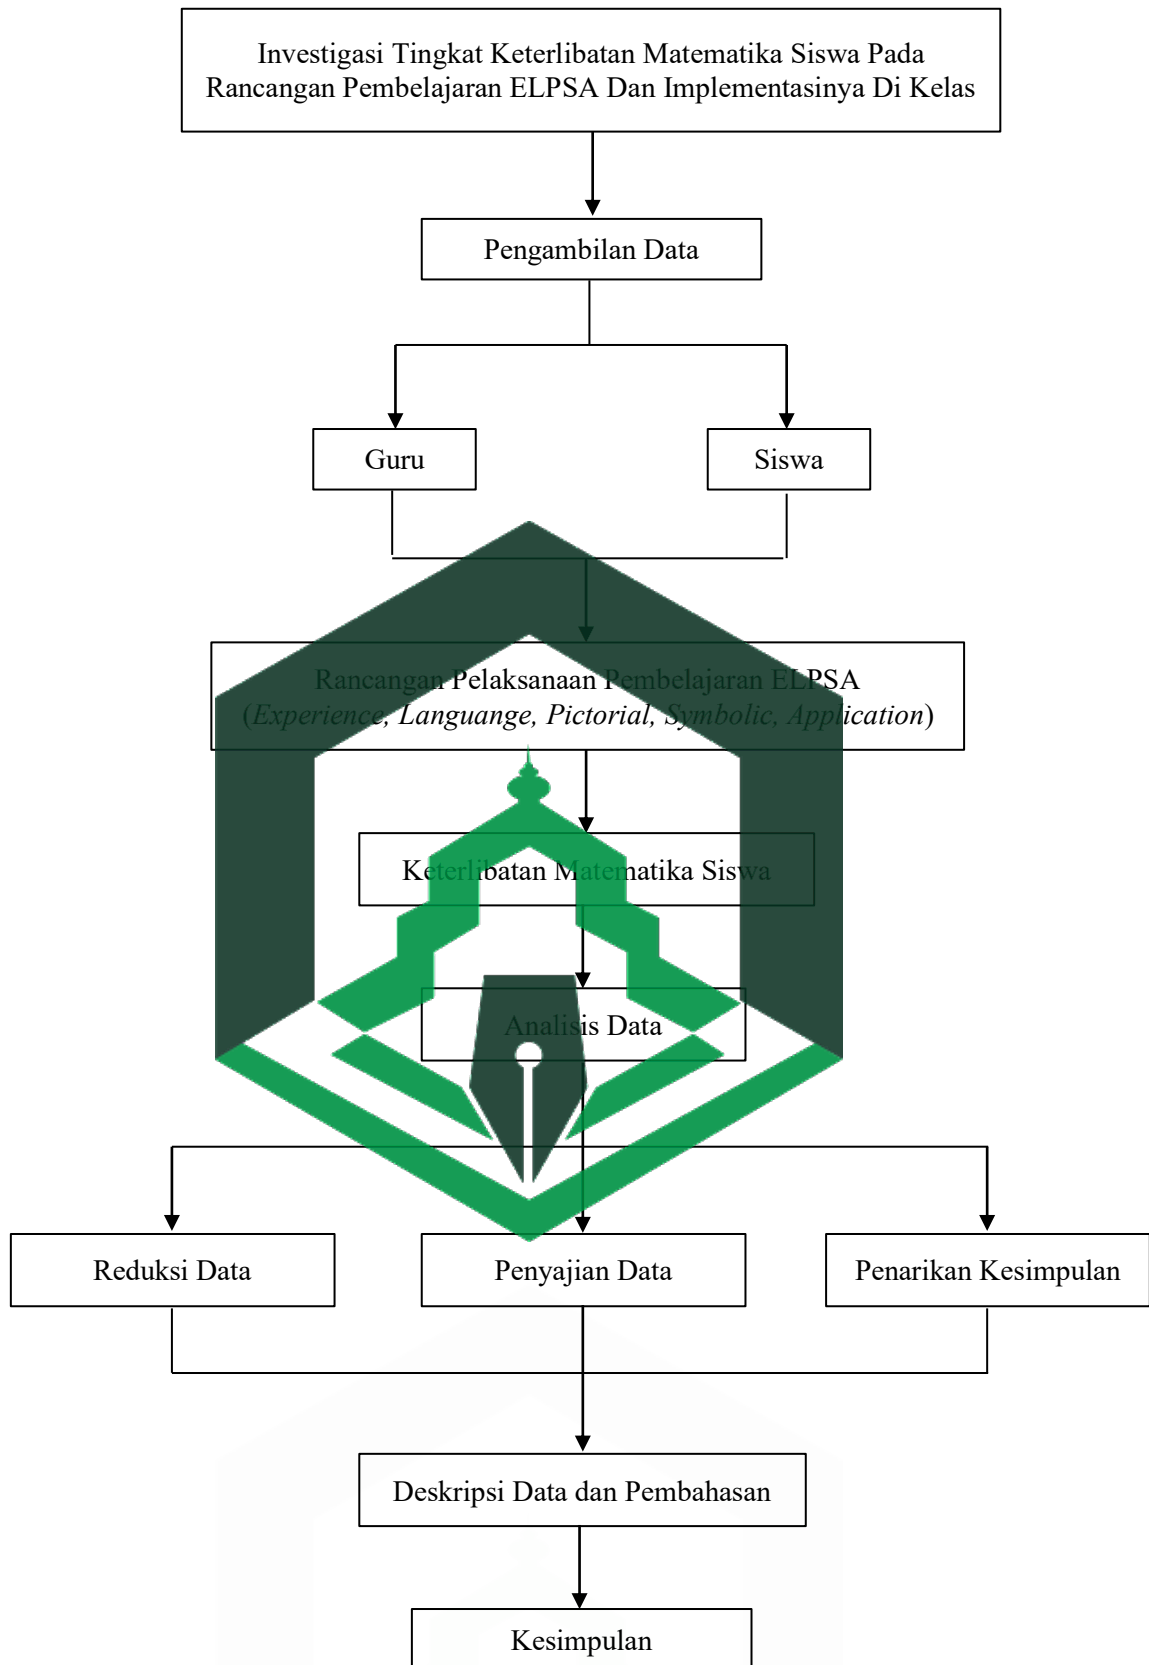 Investigasi Tingkat Keterlibatan Matematika Siswa Pada
Rancangan Pembelajaran ELPSA Dan Implementasinya Di Kelas
Pengambilan Data
Guru
Siswa
Rancangan Pelaksanaan Pembelajaran ELPSA
(Experience, Languange, Pictorial, Symbolic, Application)
Keterlibatan Matematika Siswa
Analisis Data
Reduksi Data
Penyajian Data
Penarikan Kesimpulan
Deskripsi Data dan Pembahasan
Kesimpulan